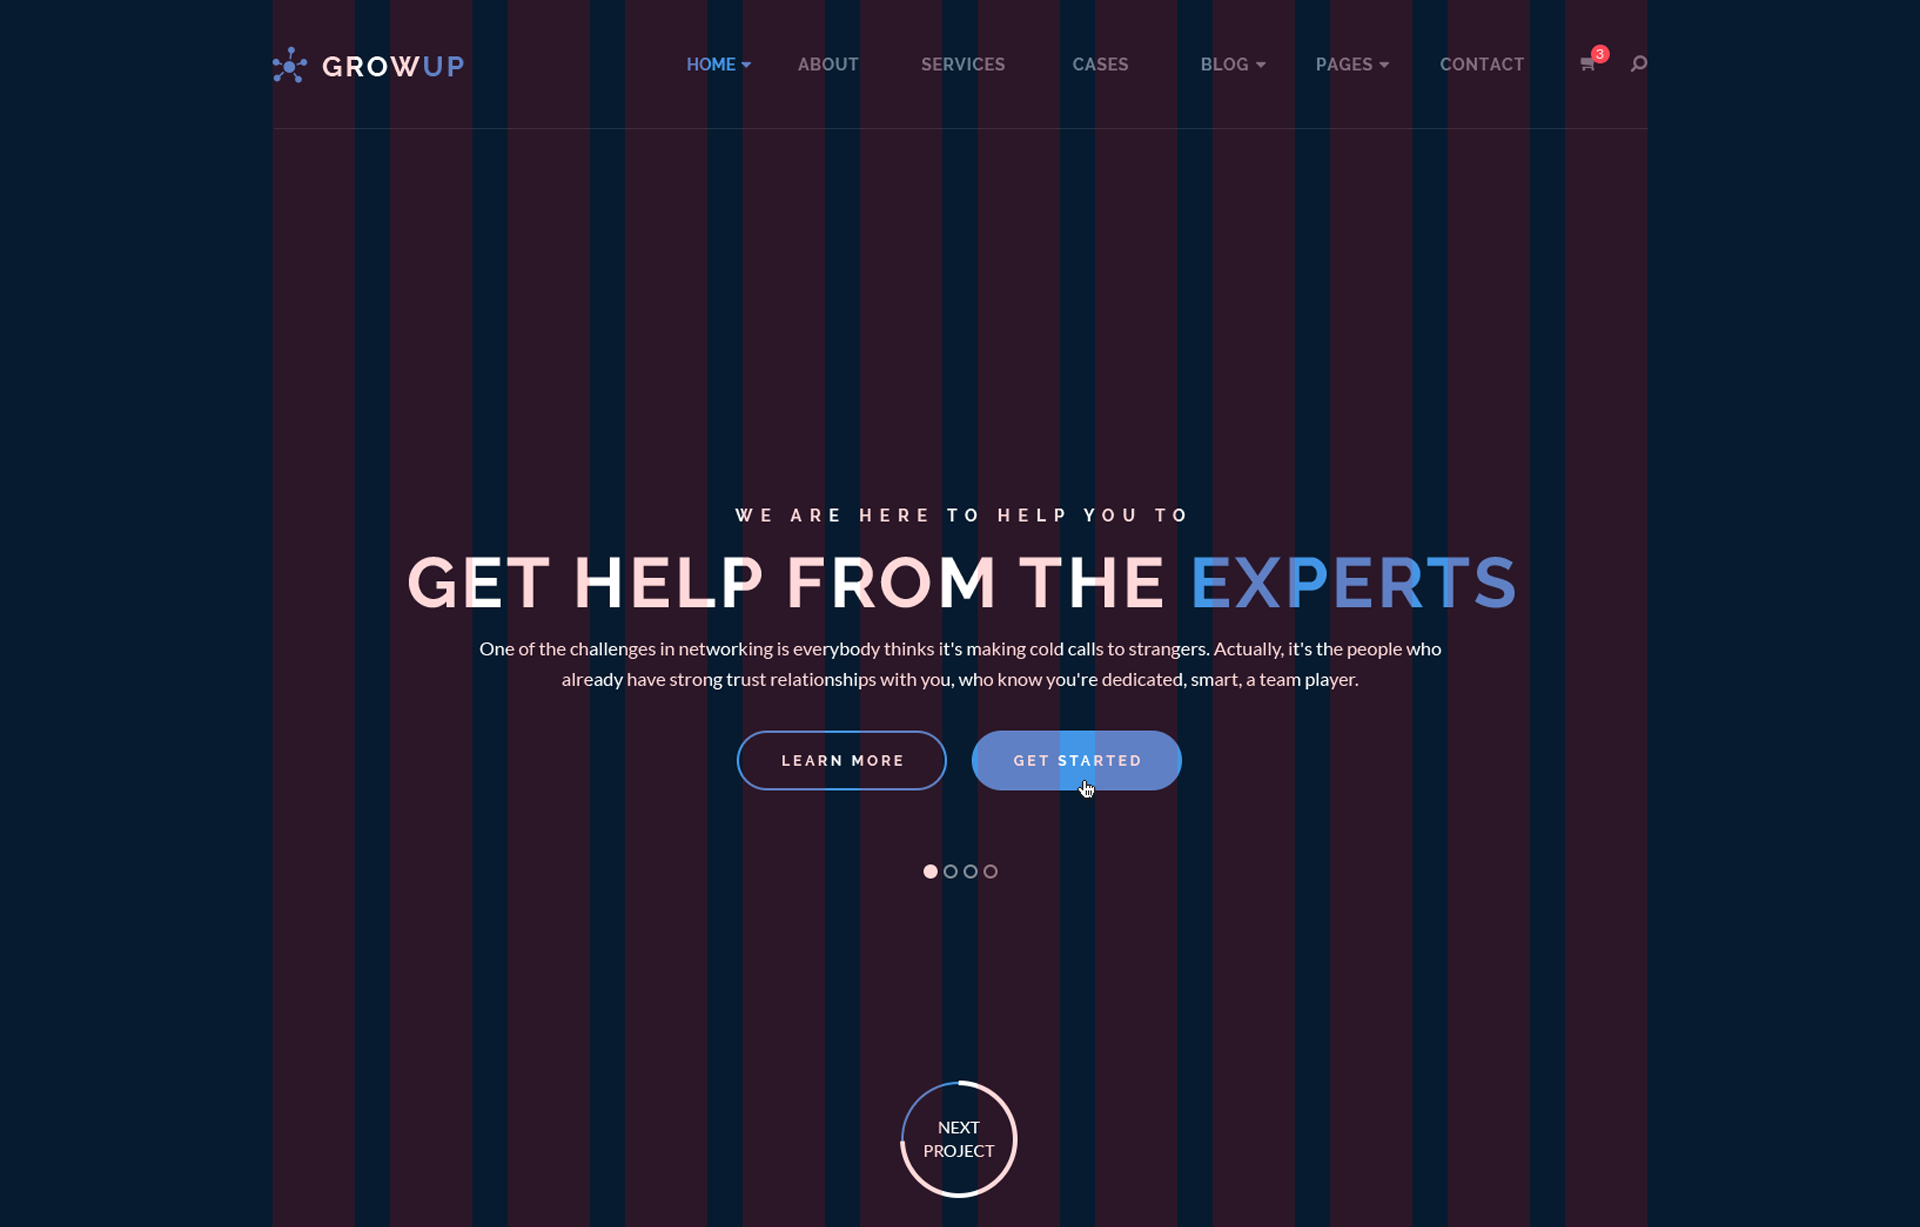 GROWUP
HOME ABOUT SERVICES CASES BLOG PAGES CONTACT 3
WE ARE HERE TO HELP YOU TO
GET HELP FROM THE EXPERTS
One of the challenges in networking is everybody thinks it's making cold calls to strangers. Actually, it's the people who
already have strong trust relationships with you, who know you're dedicated, smart, a team player.
LEARN MORE GET STARTED
NEXT
PROJECT